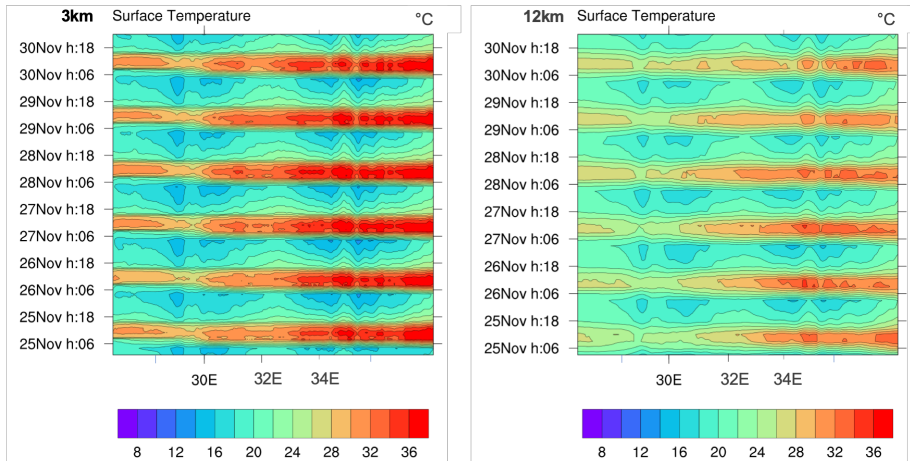 3km Surface Temperature °C
30Nov h:18
30Nov h:06
29Nov h:18
29Nov h:06
28Nov h:18
28Nov h:06
27Nov h:18
27Nov h:06
26Nov h:18
26Nov h:06
25Nov h:18
25Nov h:06
30E 32E 34E
8 12 16 20 24 28 32 36
12km Surface Temperature °C
30Nov h:18
30Nov h:06
29Nov h:18
29Nov h:06
28Nov h:18
28Nov h:06
27Nov h:18
27Nov h:06
26Nov h:18
26Nov h:06
25Nov h:18
25Nov h:06
30E 32E 34E
8 12 16 20 24 28 32 36